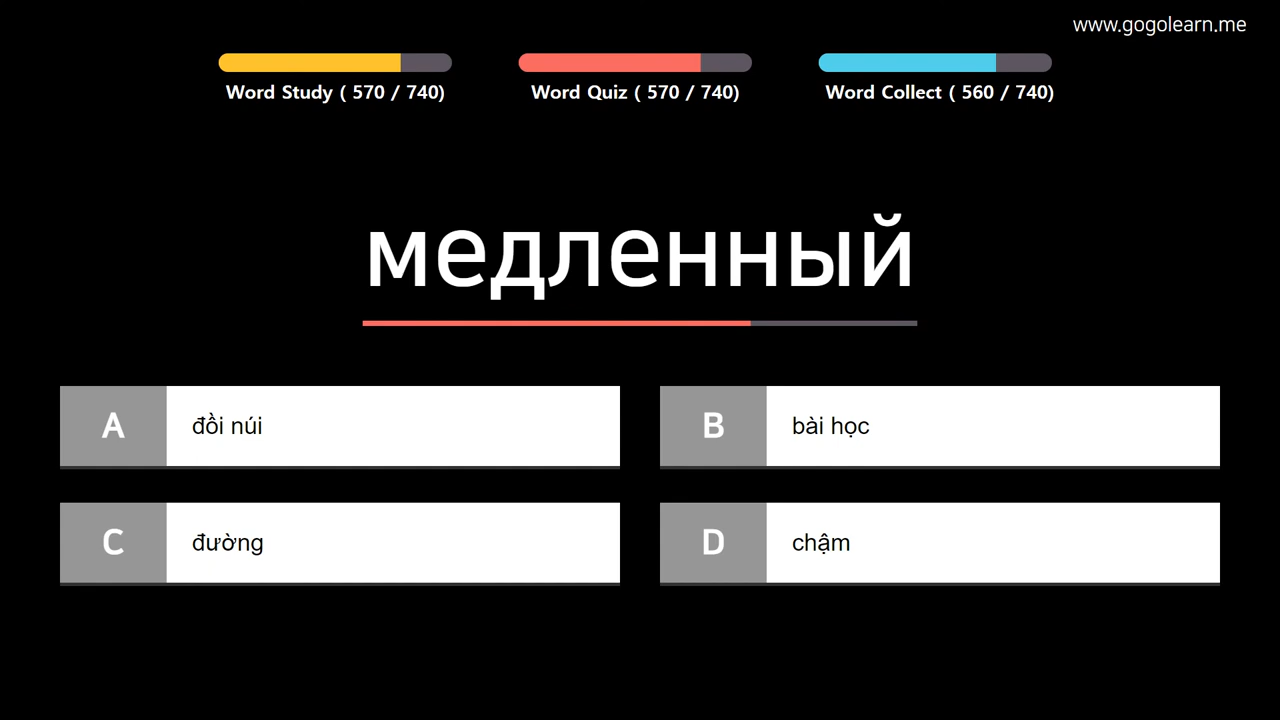 www.gogolearn.me
Word Study ( 570 / 740)
Word Quiz ( 570 / 740)
Word Collect ( 560 / 740)
медленный
A
đồi núi
B
bài học
C
đường
D
chậm